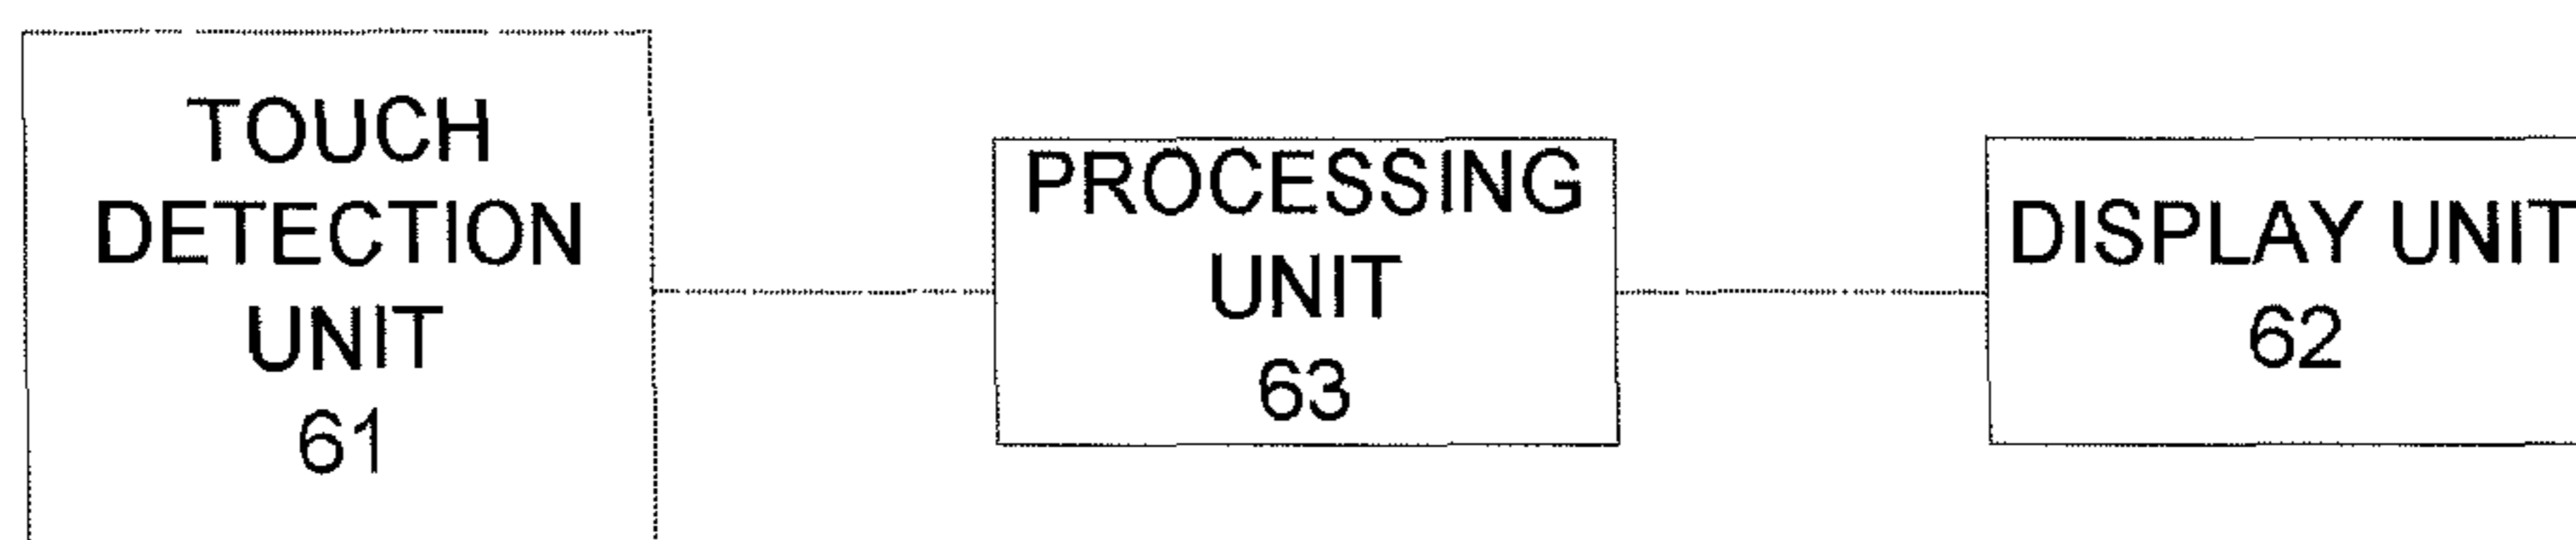 TOUCH
DETECTION
UNIT
61
PROCESSING
UNIT
63
DISPLAY UNIT
62